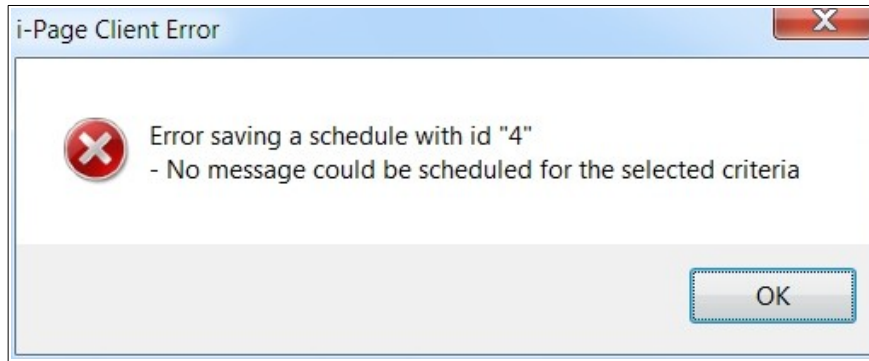 i-Page Client Error
Error saving a schedule with id "4"
- No message could be scheduled for the selected criteria
OK